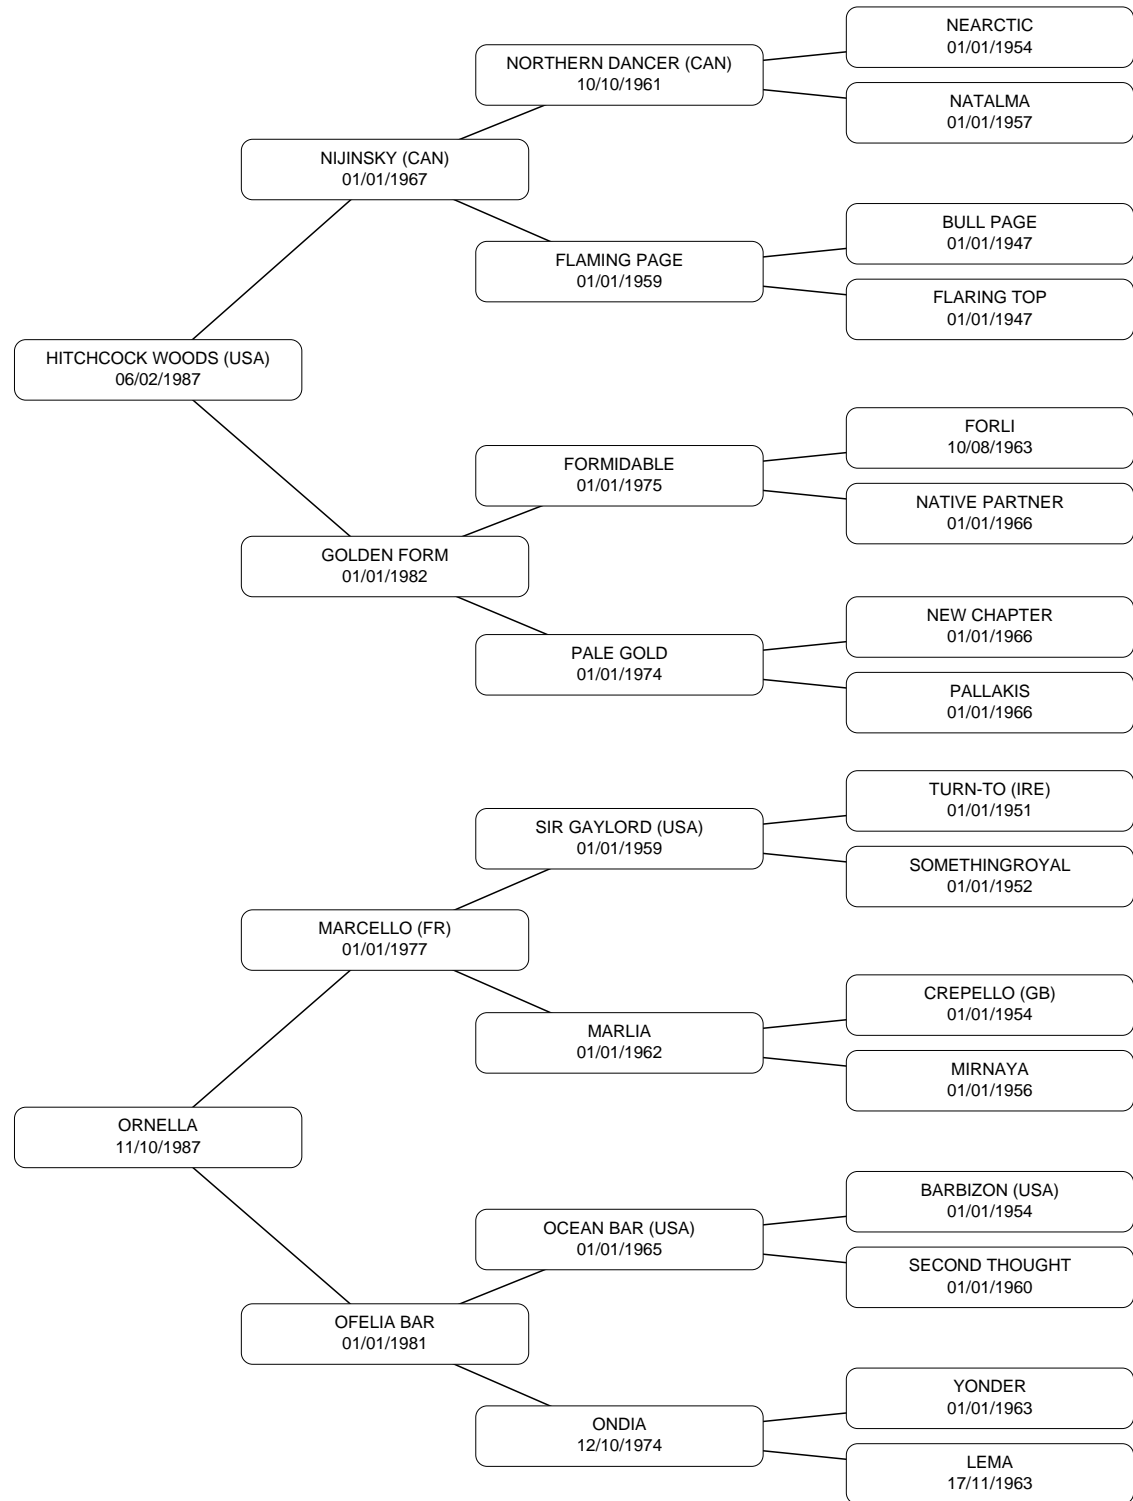 NEARCTIC
01/01/1954
NORTHERN DANCER (CAN)
10/10/1961
NATALMA
01/01/1957
NIJINSKY (CAN)
01/01/1967
BULL PAGE
01/01/1947
FLAMING PAGE
01/01/1959
FLARING TOP
01/01/1947
HITCHCOCK WOODS (USA)
06/02/1987
FORLI
10/08/1963
FORMIDABLE
01/01/1975
NATIVE PARTNER
01/01/1966
GOLDEN FORM
01/01/1982
NEW CHAPTER
01/01/1966
PALE GOLD
01/01/1974
PALLAKIS
01/01/1966
TURN-TO (IRE)
01/01/1951
SIR GAYLORD (USA)
01/01/1959
SOMETHINGROYAL
01/01/1952
MARCELLO (FR)
01/01/1977
CREPELLO (GB)
01/01/1954
MARLIA
01/01/1962
MIRNAYA
01/01/1956
ORNELLA
11/10/1987
BARBIZON (USA)
01/01/1954
OCEAN BAR (USA)
01/01/1965
SECOND THOUGHT
01/01/1960
OFELIA BAR
01/01/1981
YONDER
01/01/1963
ONDIA
12/10/1974
LEMA
17/11/1963